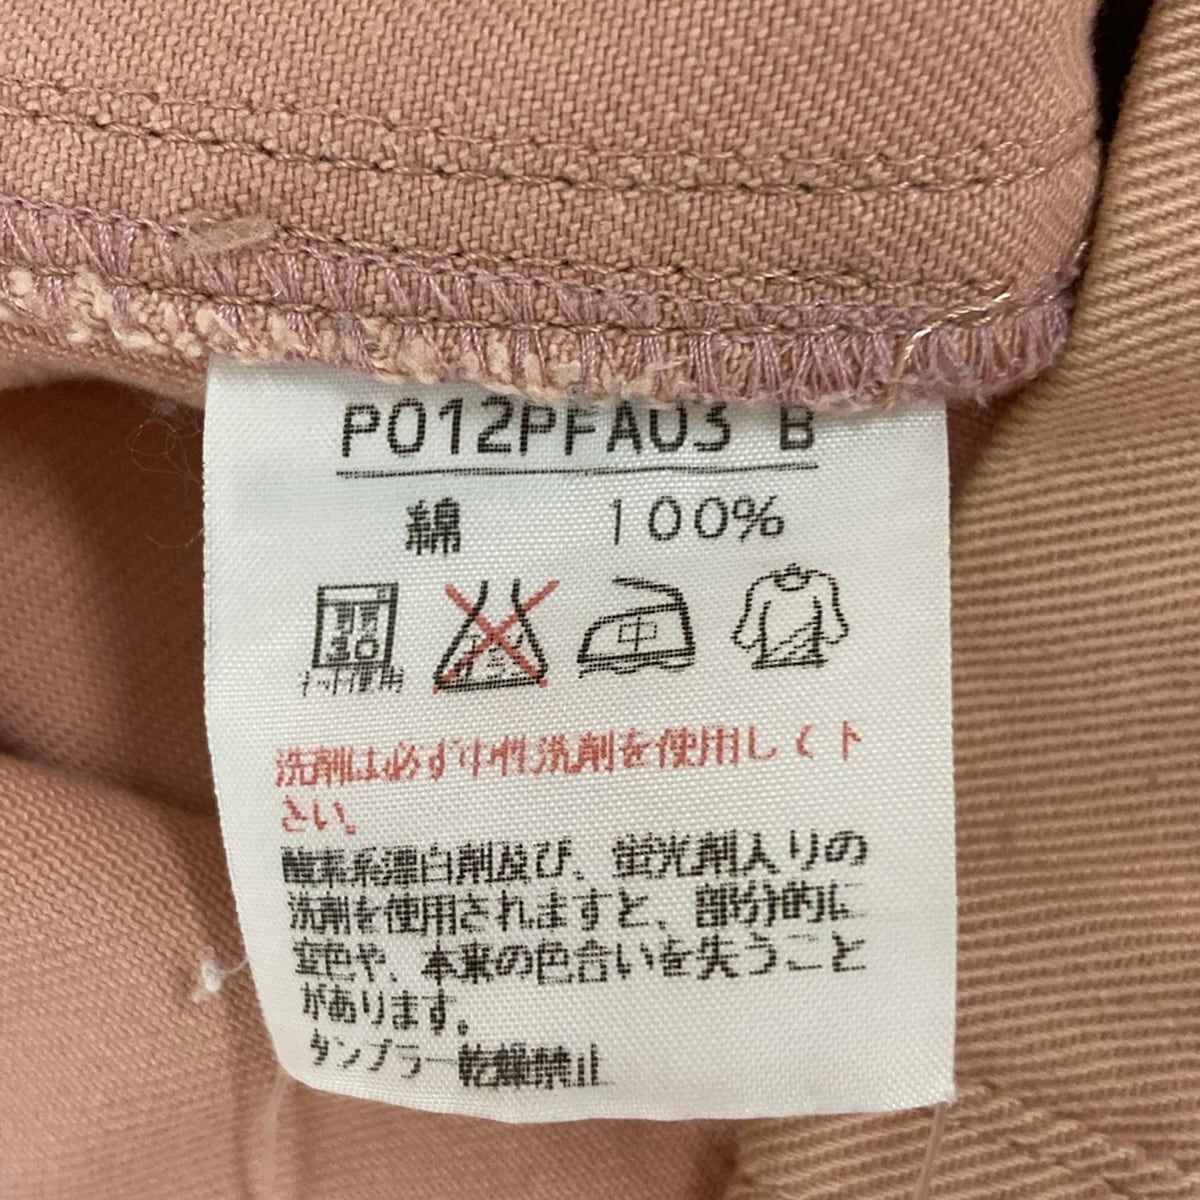 P012PFA03 B
綿 100%
弱
30
ネット使用
中
洗剤は必ず中性洗剤を使用して下
さい。
酸素系漂白剤及び、蛍光剤入りの
洗剤を使用されますと、部分的に
変色や、本来の色合いを失うこと
があります。
タンブラー乾燥禁止